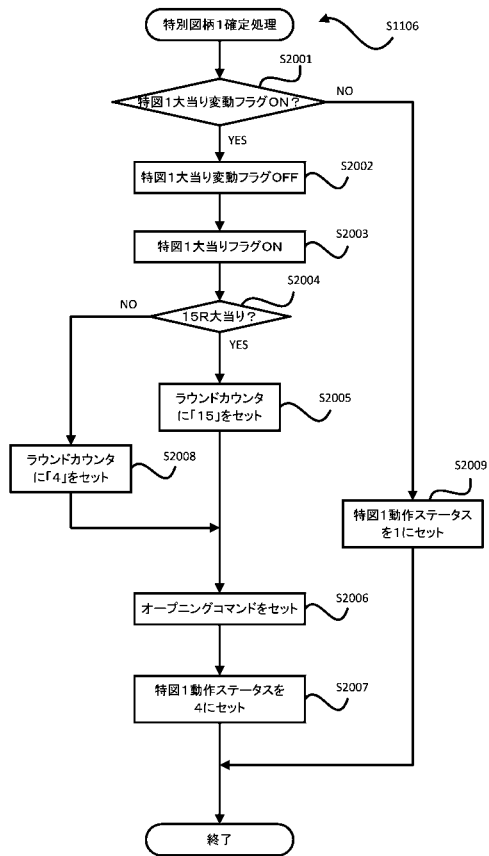 特別図柄1確定処理
S1106
S2001
特図1大当り変動フラグON？
NO
YES
特図1大当り変動フラグOFF
S2002
特図1大当りフラグON
S2003
S2004
NO
15R大当り？
YES
ラウンドカウンタ
に「15」をセット
S2005
ラウンドカウンタ
に「4」をセット
S2008
S2009
特図1動作ステータス
を1にセット
オープニングコマンドをセット
S2006
特図1動作ステータスを
4にセット
S2007
終了